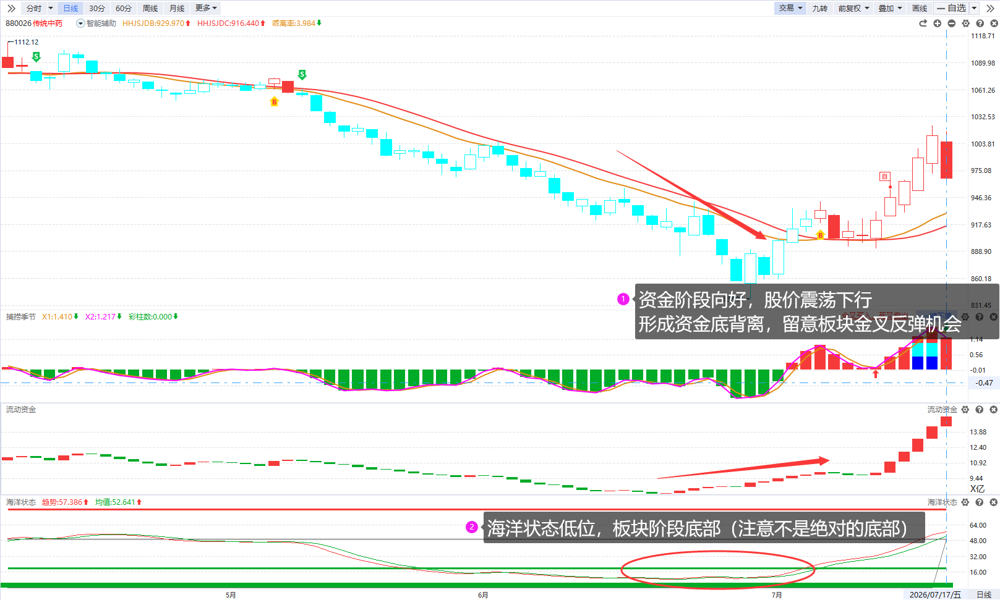 分时 日线 30分 60分 周线 月线 更多 交易 九转 前复权 叠加 画线 一自选
880026 传统中药 智能辅助 HHJSJDB:929.970 HHJSJDC:916.440 乖离率:3.984
1118.71
←1112.12
S
1089.98
S
1061.26
B
1032.53
1003.81
975.08
自
946.36
917.63
B
888.90
860.18
1 资金阶段向好，股价震荡下行
831.45
形成资金底背离，留意板块金叉反弹机会
捕捞季节 X1:1.410 X2:1.217 彩柱数:0.000
1.14
0.56
-0.01
-0.47
流动资金 流动资金
13.88
12.40
10.92
9.44
X亿
海洋状态 趋势:57.386 均值:52.641 海洋状态
2 海洋状态低位，板块阶段底部（注意不是绝对的底部）
64.00
48.00
32.00
16.00
5月 6月 7月 2026/07/17/五 日线